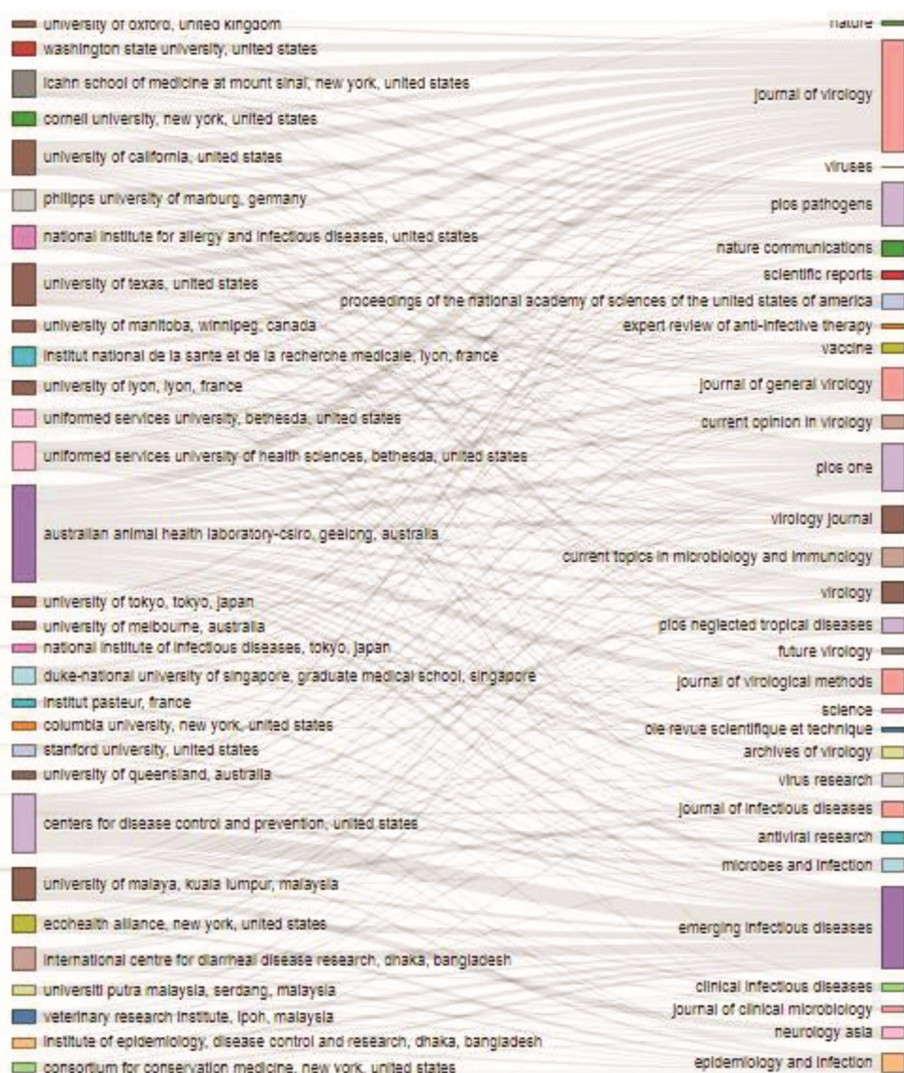 university of oxford, united kingdom
washington state university, united states
icahn school of medicine at mount sinai, new york, united states
cornell university, new york, united states
university of california, united states
philipps university of marburg, germany
national institute for allergy and infectious diseases, united states
university of texas, united states
university of manitoba, winnipeg, canada
institut national de la sante et de la recherche medicale, lyon, france
university of lyon, lyon, france
uniformed services university, bethesda, united states
uniformed services university of health sciences, bethesda, united states
australian animal health laboratory-csiro, geelong, australia
university of tokyo, tokyo, japan
university of melbourne, australia
national institute of infectious diseases, tokyo, japan
duke-national university of singapore, graduate medical school, singapore
institut pasteur, france
columbia university, new york, united states
stanford university, united states
university of queensland, australia
centers for disease control and prevention, united states
university of malaya, kuala lumpur, malaysia
ecohealth alliance, new york, united states
international centre for diarrheal disease research, dhaka, bangladesh
universiti putra malaysia, serdang, malaysia
veterinary research institute, ipoh, malaysia
institute of epidemiology, disease control and research, dhaka, bangladesh
consortium for conservation medicine, new york, united states
nature
journal of virology
viruses
plos pathogens
nature communications
scientific reports
proceedings of the national academy of sciences of the united states of america
expert review of anti-infective therapy
vaccine
journal of general virology
current opinion in virology
plos one
virology journal
current topics in microbiology and immunology
virology
plos neglected tropical diseases
future virology
journal of virological methods
science
oie revue scientifique et technique
archives of virology
virus research
journal of infectious diseases
antiviral research
microbes and infection
emerging infectious diseases
clinical infectious diseases
journal of clinical microbiology
neurology asia
epidemiology and infection